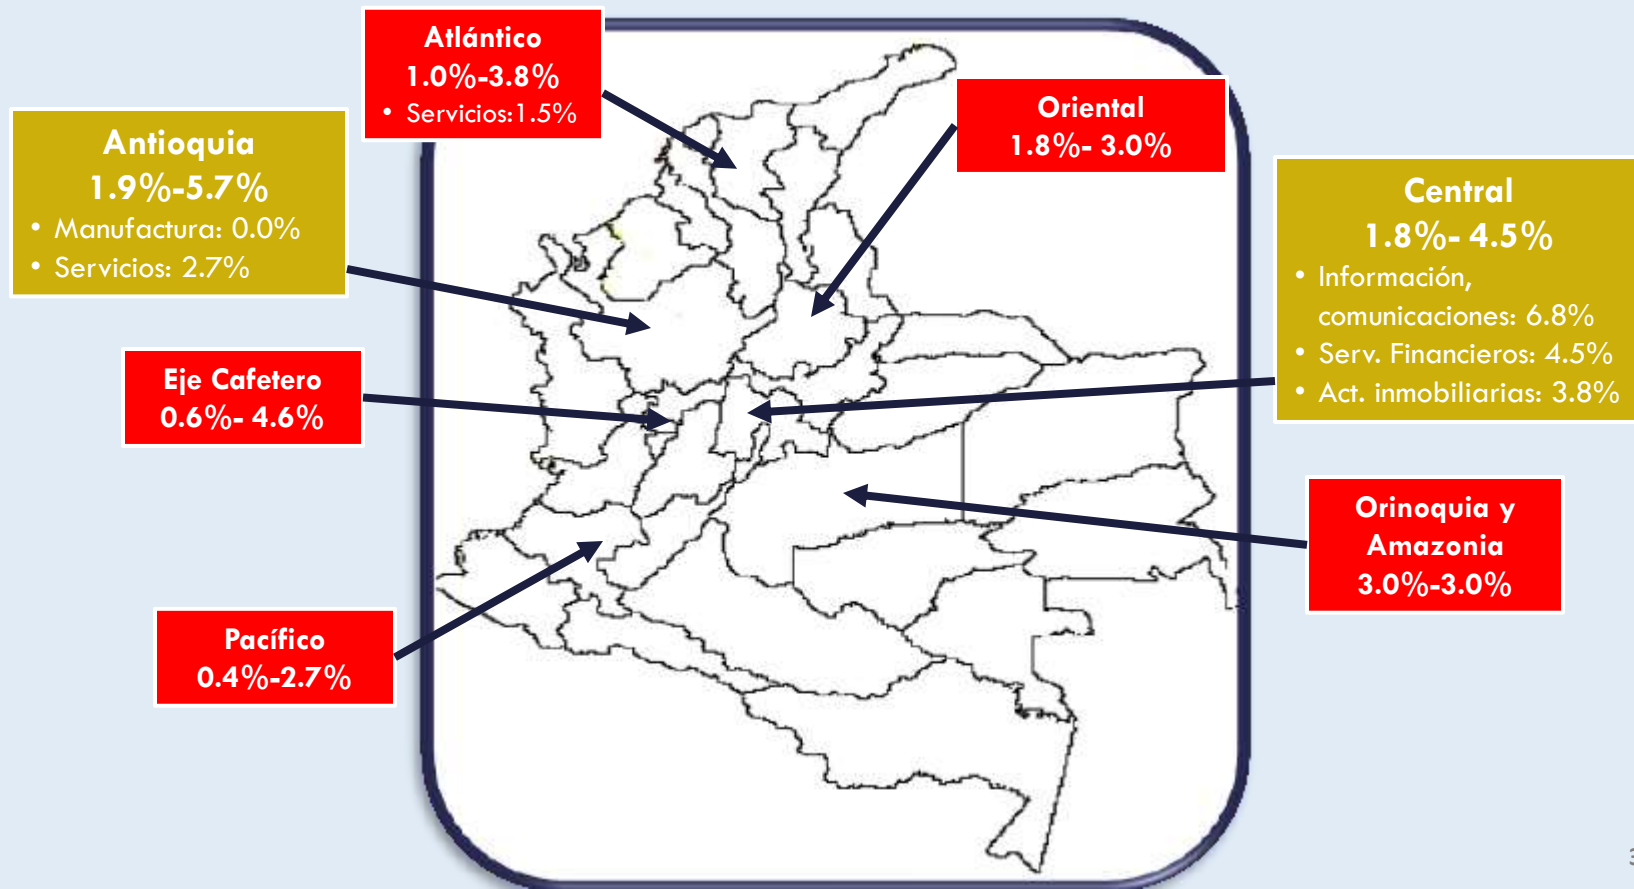 Atlántico
1.0%-3.8%
• Servicios:1.5%
Antioquia
1.9%-5.7%
• Manufactura: 0.0%
• Servicios: 2.7%
Oriental
1.8%- 3.0%
Central
1.8%- 4.5%
• Información,
comunicaciones: 6.8%
• Serv. Financieros: 4.5%
• Act. inmobiliarias: 3.8%
Eje Cafetero
0.6%- 4.6%
Orinoquia y
Amazonia
3.0%-3.0%
Pacífico
0.4%-2.7%